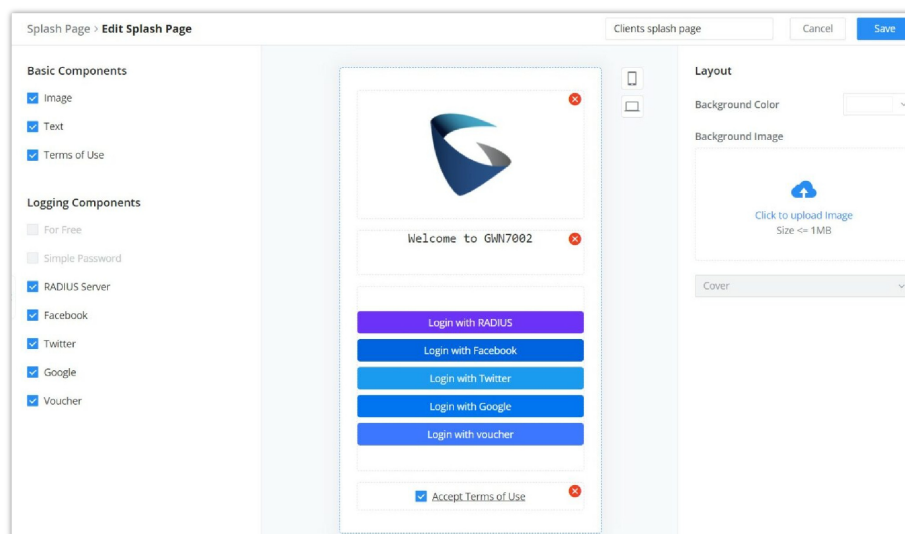 Splash Page > Edit Splash Page
Clients splash page
Cancel
Save
Basic Components
Image
Text
Terms of Use
Logging Components
For Free
Simple Password
RADIUS Server
Facebook
Twitter
Google
Voucher
Welcome to GWN7002
Login with RADIUS
Login with Facebook
Login with Twitter
Login with Google
Login with voucher
Accept Terms of Use
Layout
Background Color
Background Image
Click to upload Image
Size <= 1MB
Cover